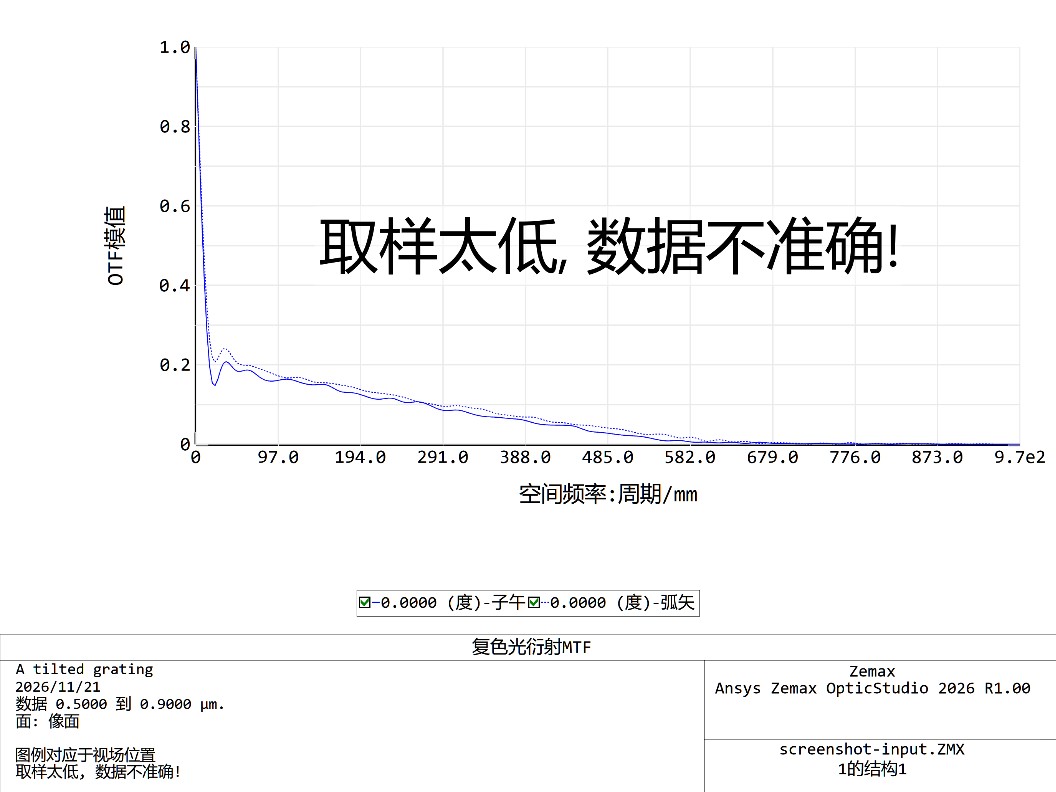 1.0
0.8
0.6
0.4
0.2
0
OTF模值
取样太低, 数据不准确!
0 97.0 194.0 291.0 388.0 485.0 582.0 679.0 776.0 873.0 9.7e2
空间频率:周期/mm
0.0000 (度)-子午 0.0000 (度)-弧矢
复色光衍射MTF
A tilted grating
2026/11/21
数据 0.5000 到 0.9000 µm.
面: 像面
图例对应于视场位置
取样太低, 数据不准确!
Zemax
Ansys Zemax OpticStudio 2026 R1.00
screenshot-input.ZMX
1的结构1